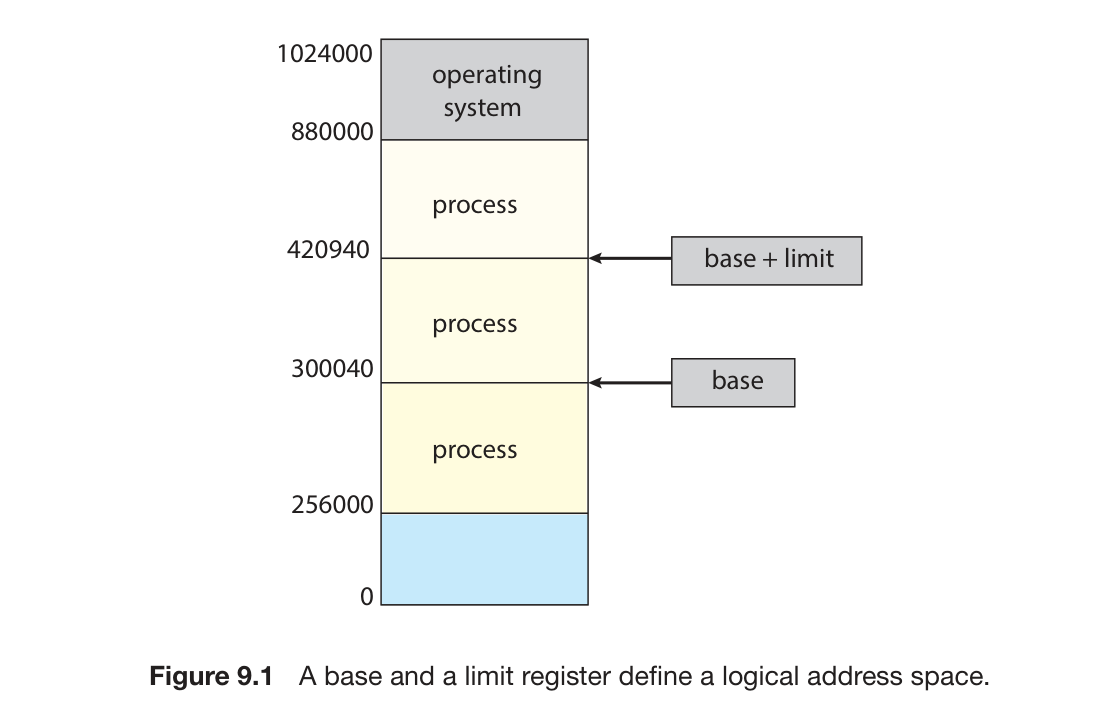 1024000
operating
system
880000
process
420940
base + limit
process
300040
base
process
256000
0
Figure 9.1 A base and a limit register define a logical address space.